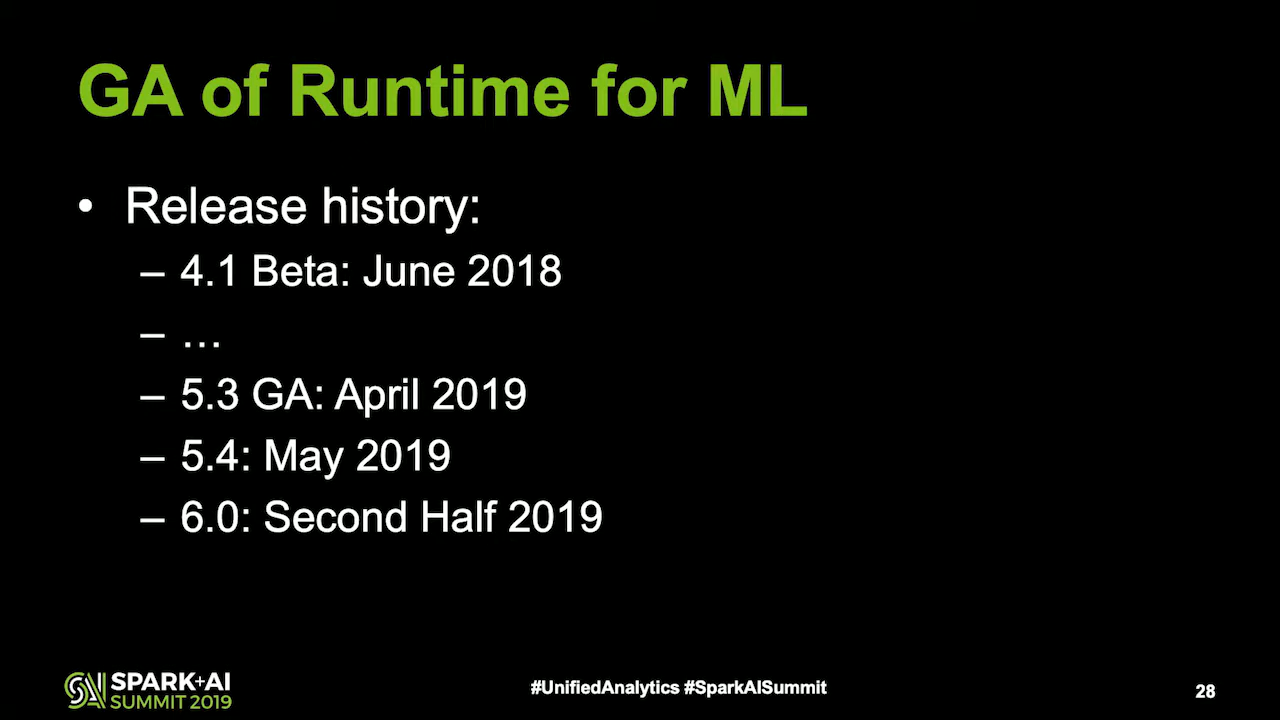 GA of Runtime for ML
• Release history:
– 4.1 Beta: June 2018
– …
– 5.3 GA: April 2019
– 5.4: May 2019
– 6.0: Second Half 2019
SPARK+AI
SUMMIT 2019
#UnifiedAnalytics #SparkAISummit
28